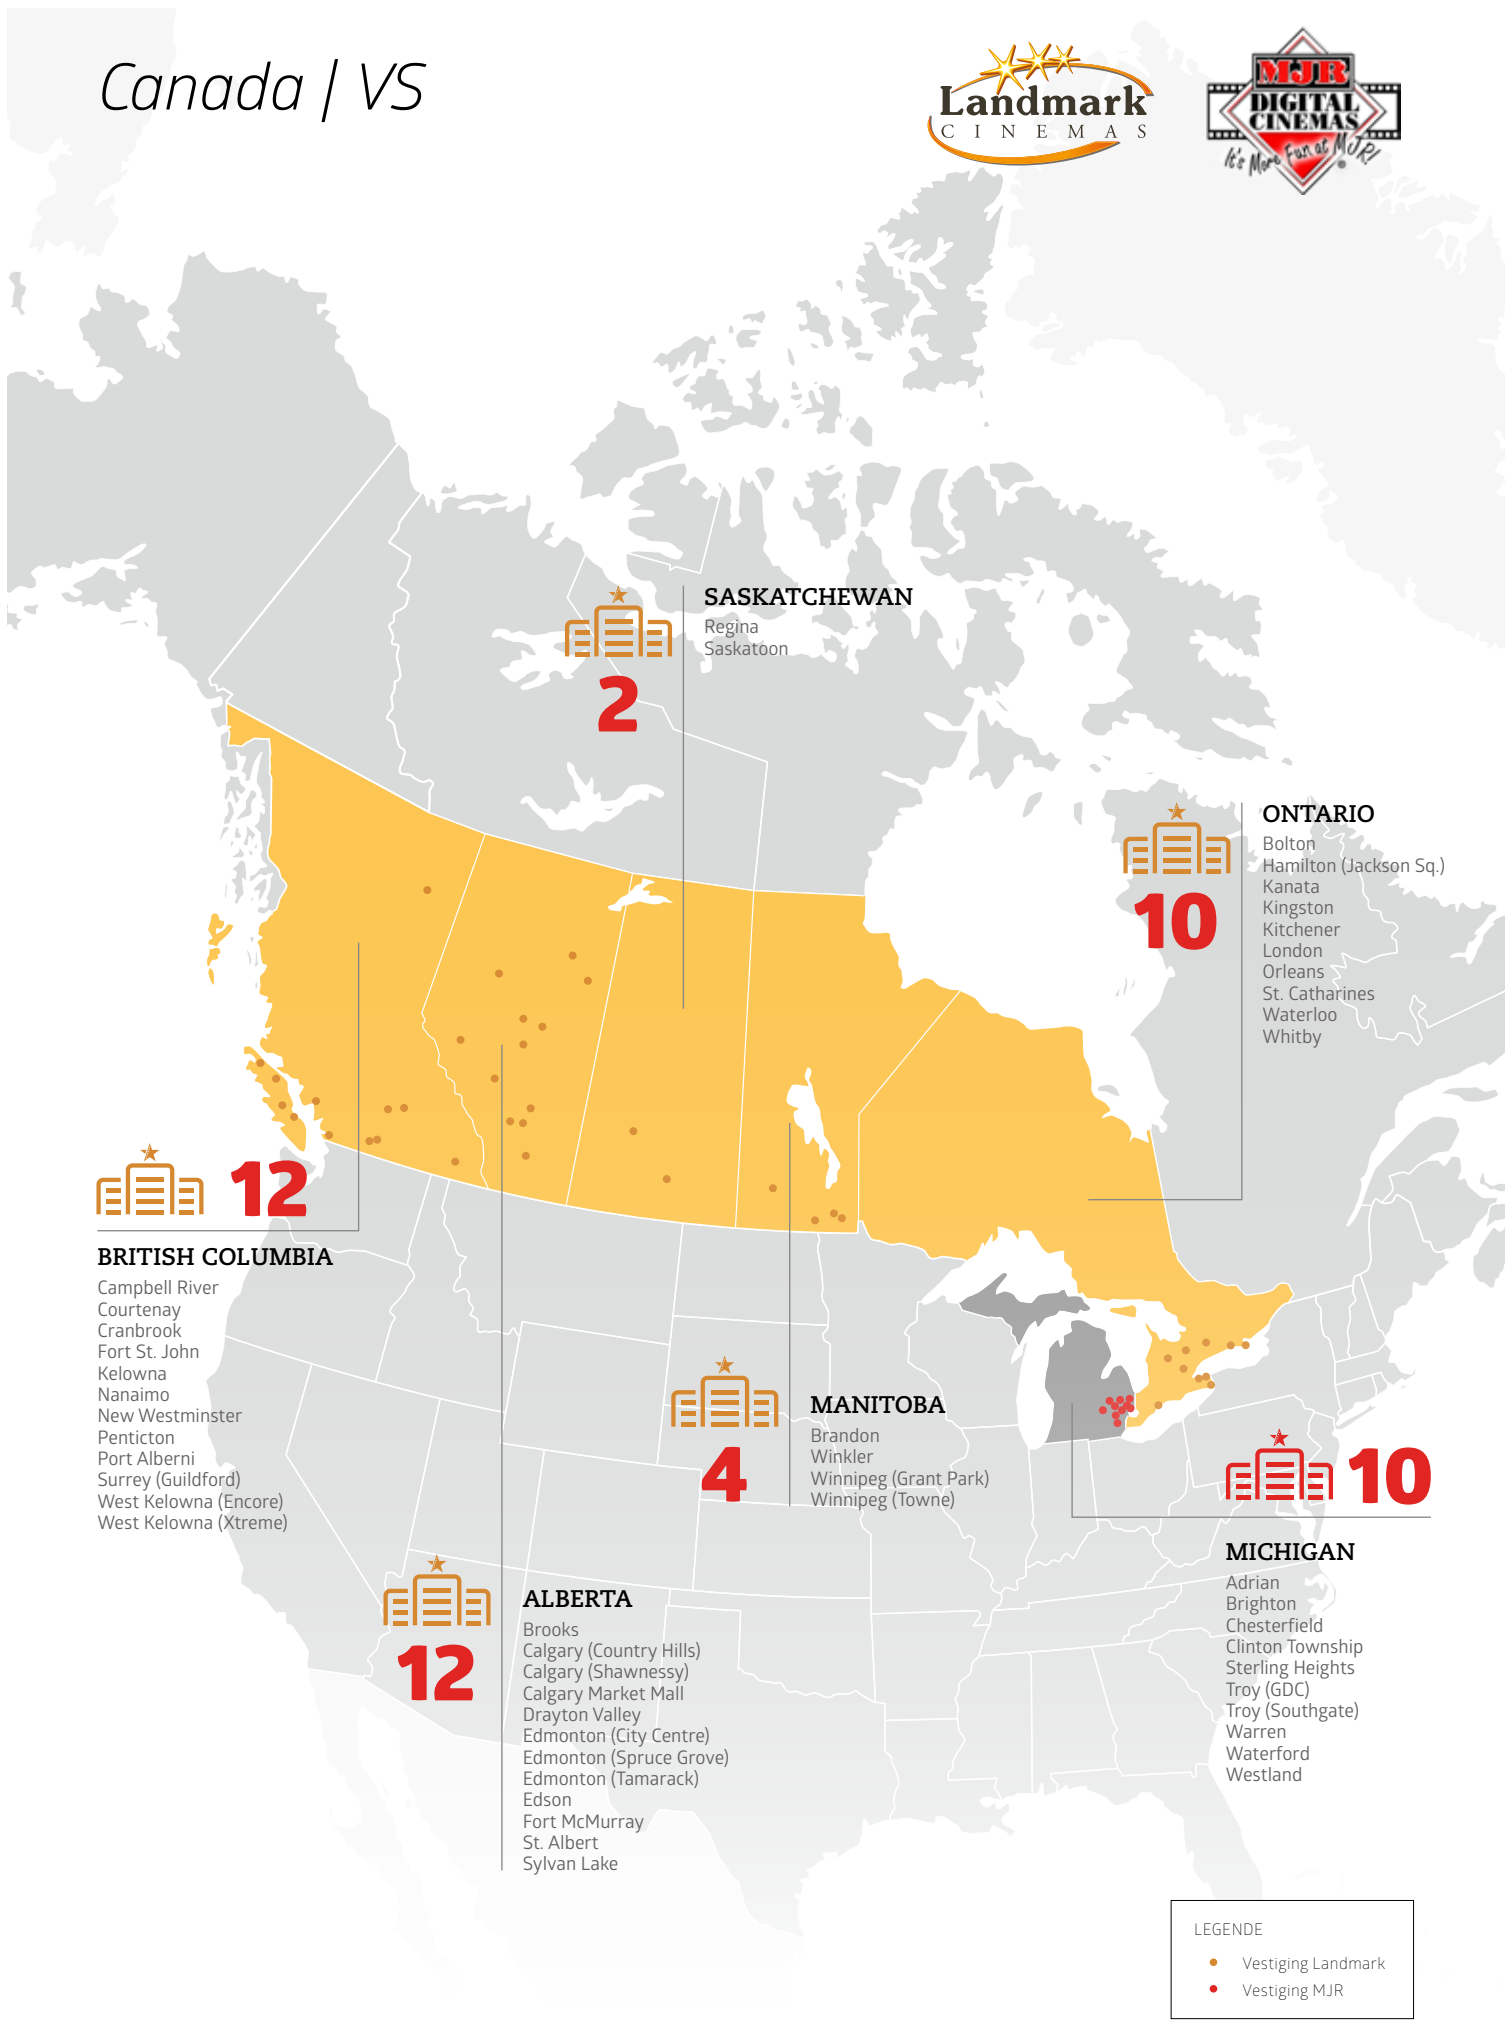 Canada | VS
Landmark
CINEMAS
MJR
DIGITAL
CINEMAS
It's More Fun at MJR!
SASKATCHEWAN
Regina
Saskatoon
2
ONTARIO
Bolton
Hamilton (Jackson Sq.)
Kanata
Kingston
Kitchener
London
Orleans
St. Catharines
Waterloo
Whitby
10
12
BRITISH COLUMBIA
Campbell River
Courtenay
Cranbrook
Fort St. John
Kelowna
Nanaimo
New Westminster
Penticton
Port Alberni
Surrey (Guildford)
West Kelowna (Encore)
West Kelowna (Xtreme)
4
MANITOBA
Brandon
Winkler
Winnipeg (Grant Park)
Winnipeg (Towne)
10
MICHIGAN
Adrian
Brighton
Chesterfield
Clinton Township
Sterling Heights
Troy (GDC)
Troy (Southgate)
Warren
Waterford
Westland
12
ALBERTA
Brooks
Calgary (Country Hills)
Calgary (Shawnessy)
Calgary Market Mall
Drayton Valley
Edmonton (City Centre)
Edmonton (Spruce Grove)
Edmonton (Tamarack)
Edson
Fort McMurray
St. Albert
Sylvan Lake
LEGENDE
Vestiging Landmark
Vestiging MJR